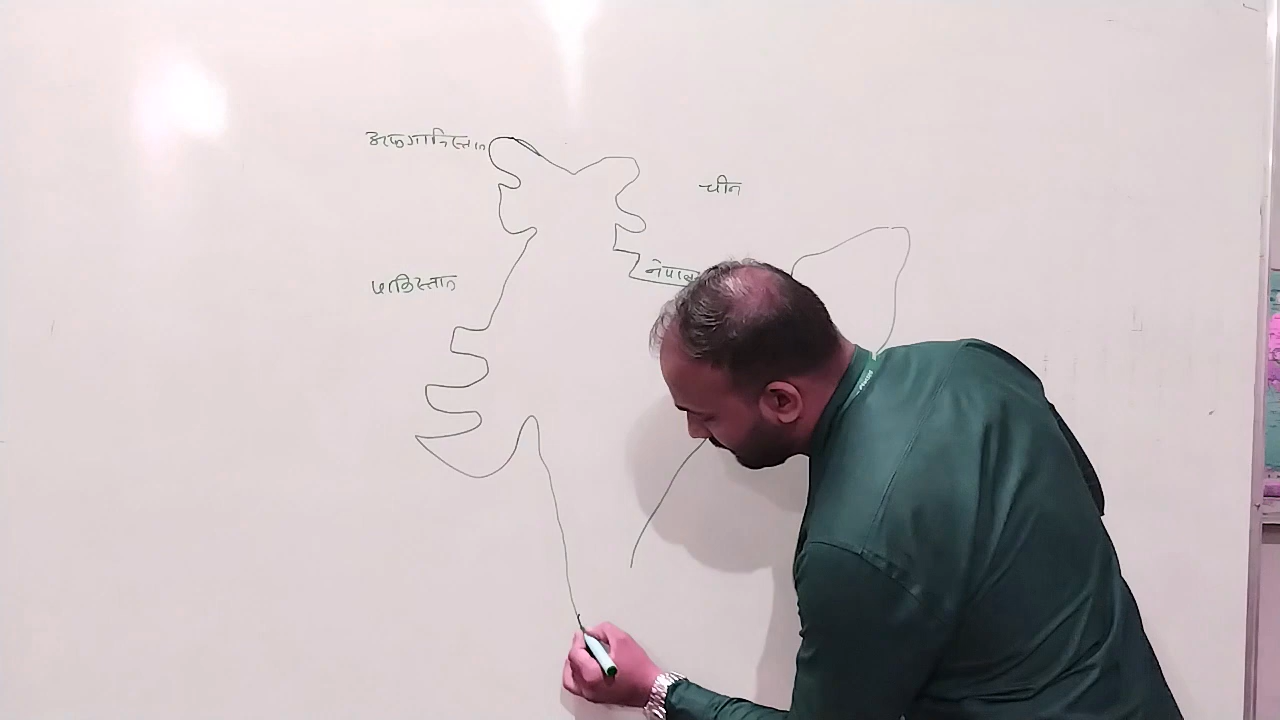 अफगानिस्तान
चीन
नेपाल
पाकिस्तान